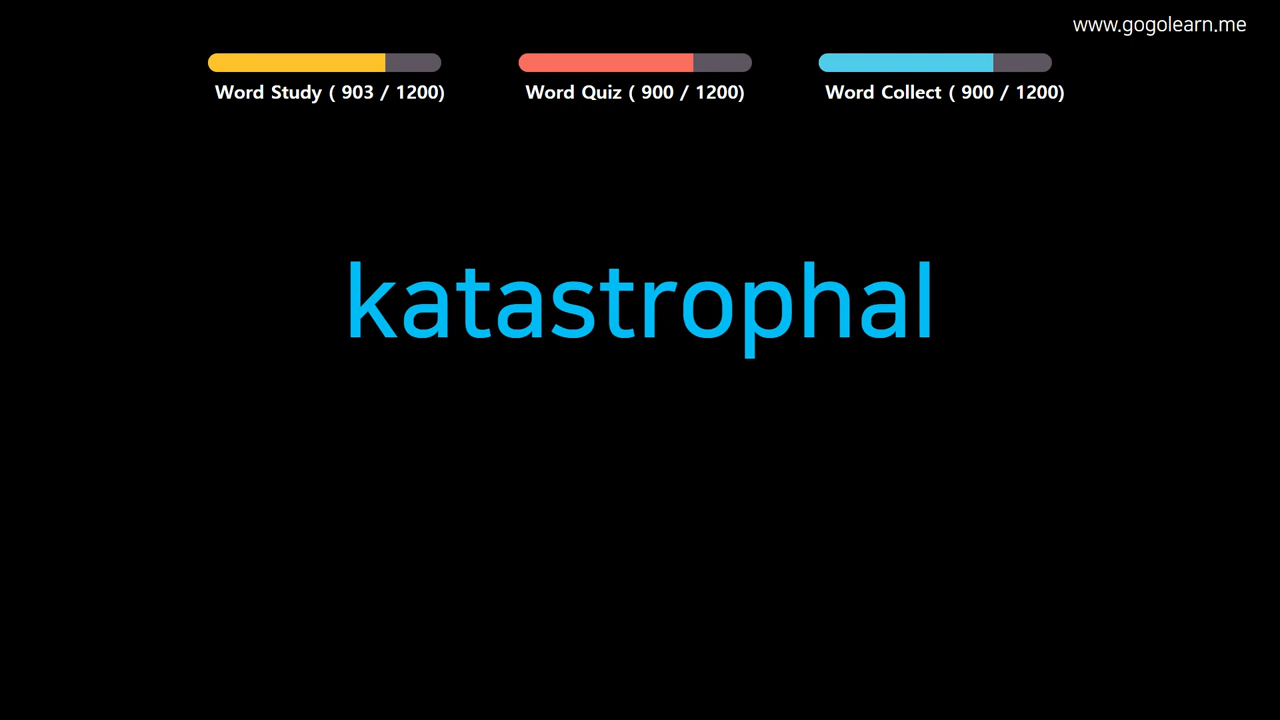 www.gogolearn.me
Word Study ( 903 / 1200)
Word Quiz ( 900 / 1200)
Word Collect ( 900 / 1200)
katastrophal